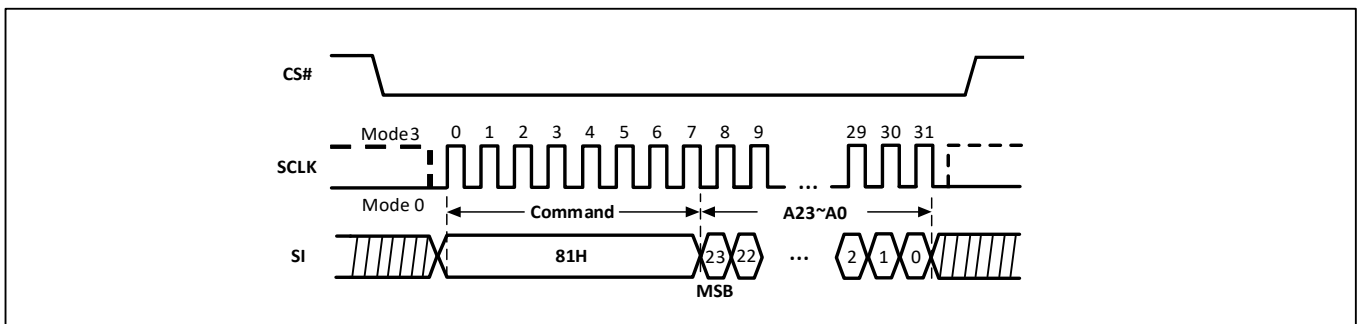 CS#
Mode3 0 1 2 3 4 5 6 7 8 9 29 30 31
SCLK
...
Mode 0
Command A23~A0
SI 81H 23 22 ... 2 1 0
MSB